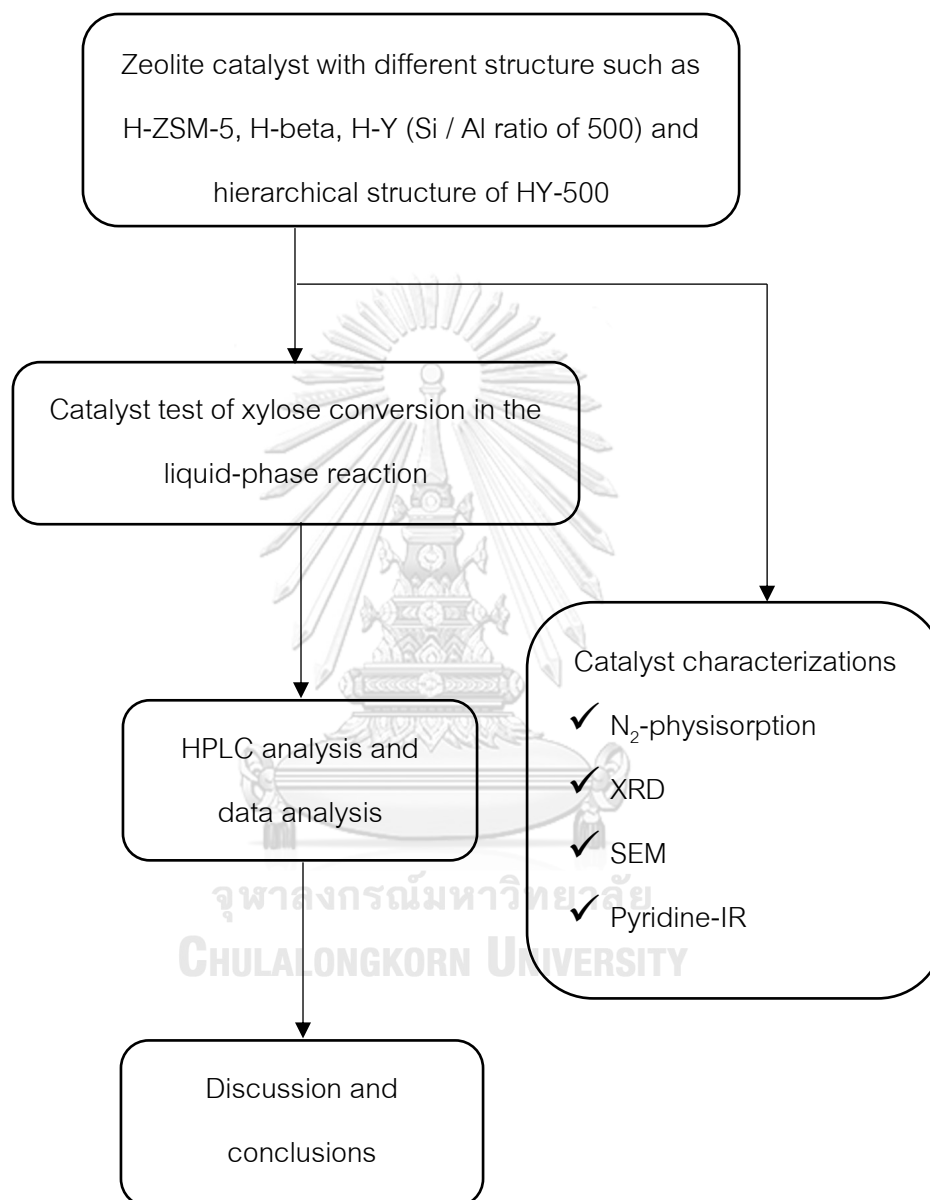 Zeolite catalyst with different structure such as
H-ZSM-5, H-beta, H-Y (Si / Al ratio of 500) and
hierarchical structure of HY-500
Catalyst test of xylose conversion in the
liquid-phase reaction
HPLC analysis and
data analysis
Catalyst characterizations
✓ N₂-physisorption
✓ XRD
✓ SEM
✓ Pyridine-IR
จุฬาลงกรณ์มหาวิทยาลัย
CHULALONGKORN UNIVERSITY
Discussion and
conclusions